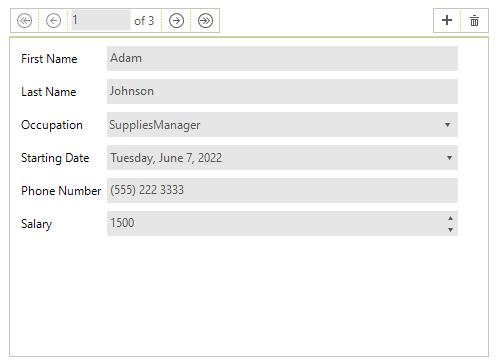 1 of 3
First Name Adam
Last Name Johnson
Occupation SuppliesManager
Starting Date Tuesday, June 7, 2022
Phone Number (555) 222 3333
Salary 1500